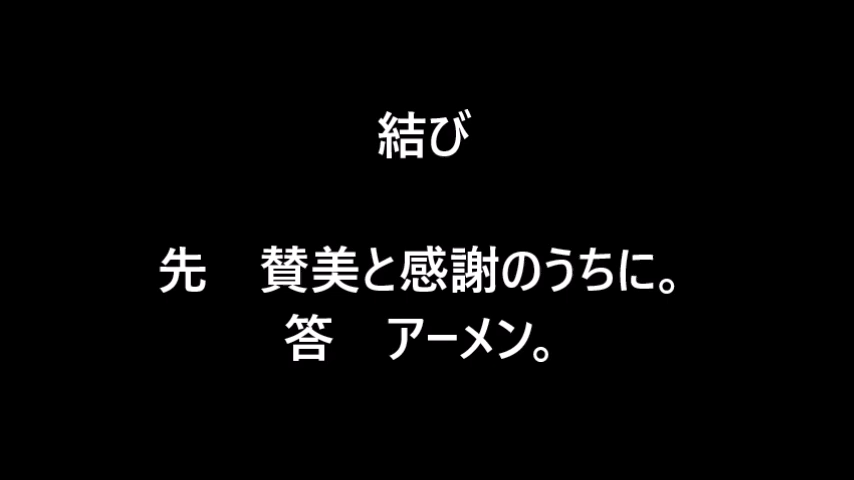 結び
先　賛美と感謝のうちに。
答　アーメン。